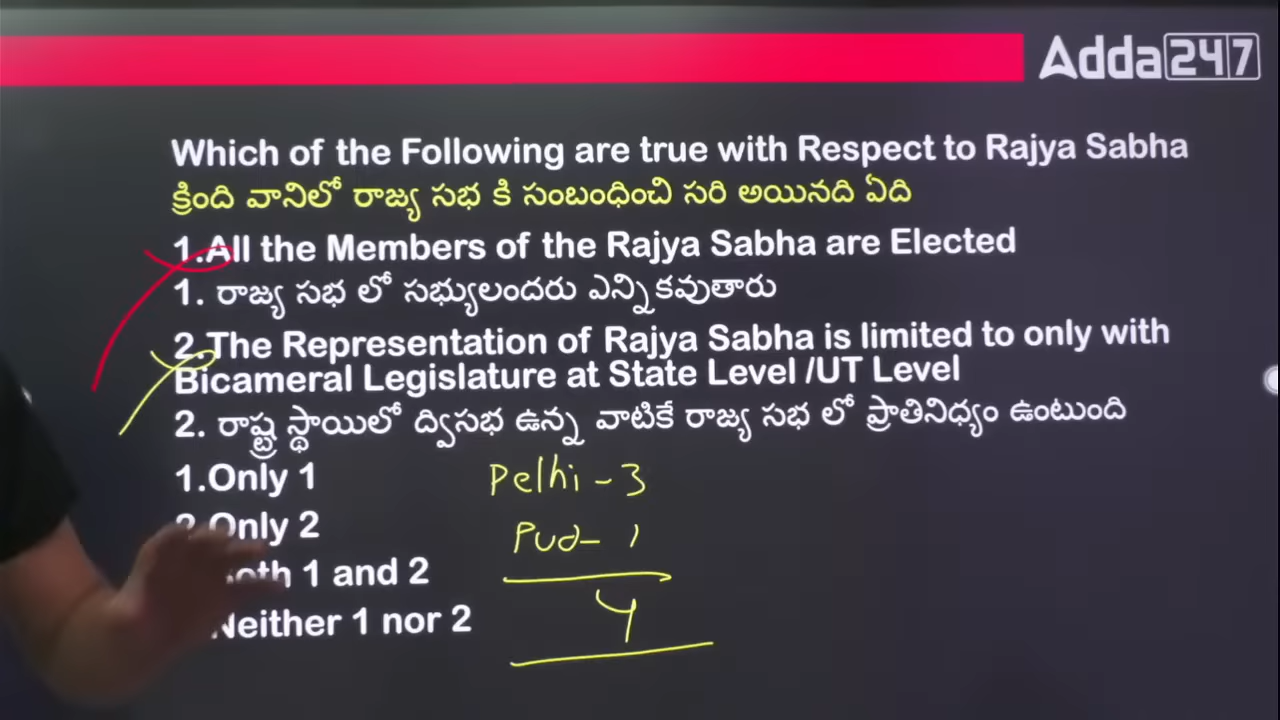 Adda247
Which of the Following are true with Respect to Rajya Sabha
క్రింది వానిలో రాజ్య సభ కి సంబంధించి సరి అయినది ఏది
1.All the Members of the Rajya Sabha are Elected
1. రాజ్య సభ లో సభ్యులందరు ఎన్నికవుతారు
2.The Representation of Rajya Sabha is limited to only with
Bicameral Legislature at State Level /UT Level
2. రాష్ట్ర స్థాయిలో ద్విసభ ఉన్న వాటికే రాజ్య సభ లో ప్రాతినిధ్యం ఉంటుంది
1.Only 1
2.Only 2
Both 1 and 2
Neither 1 nor 2
Delhi - 3
Pud- 1
4